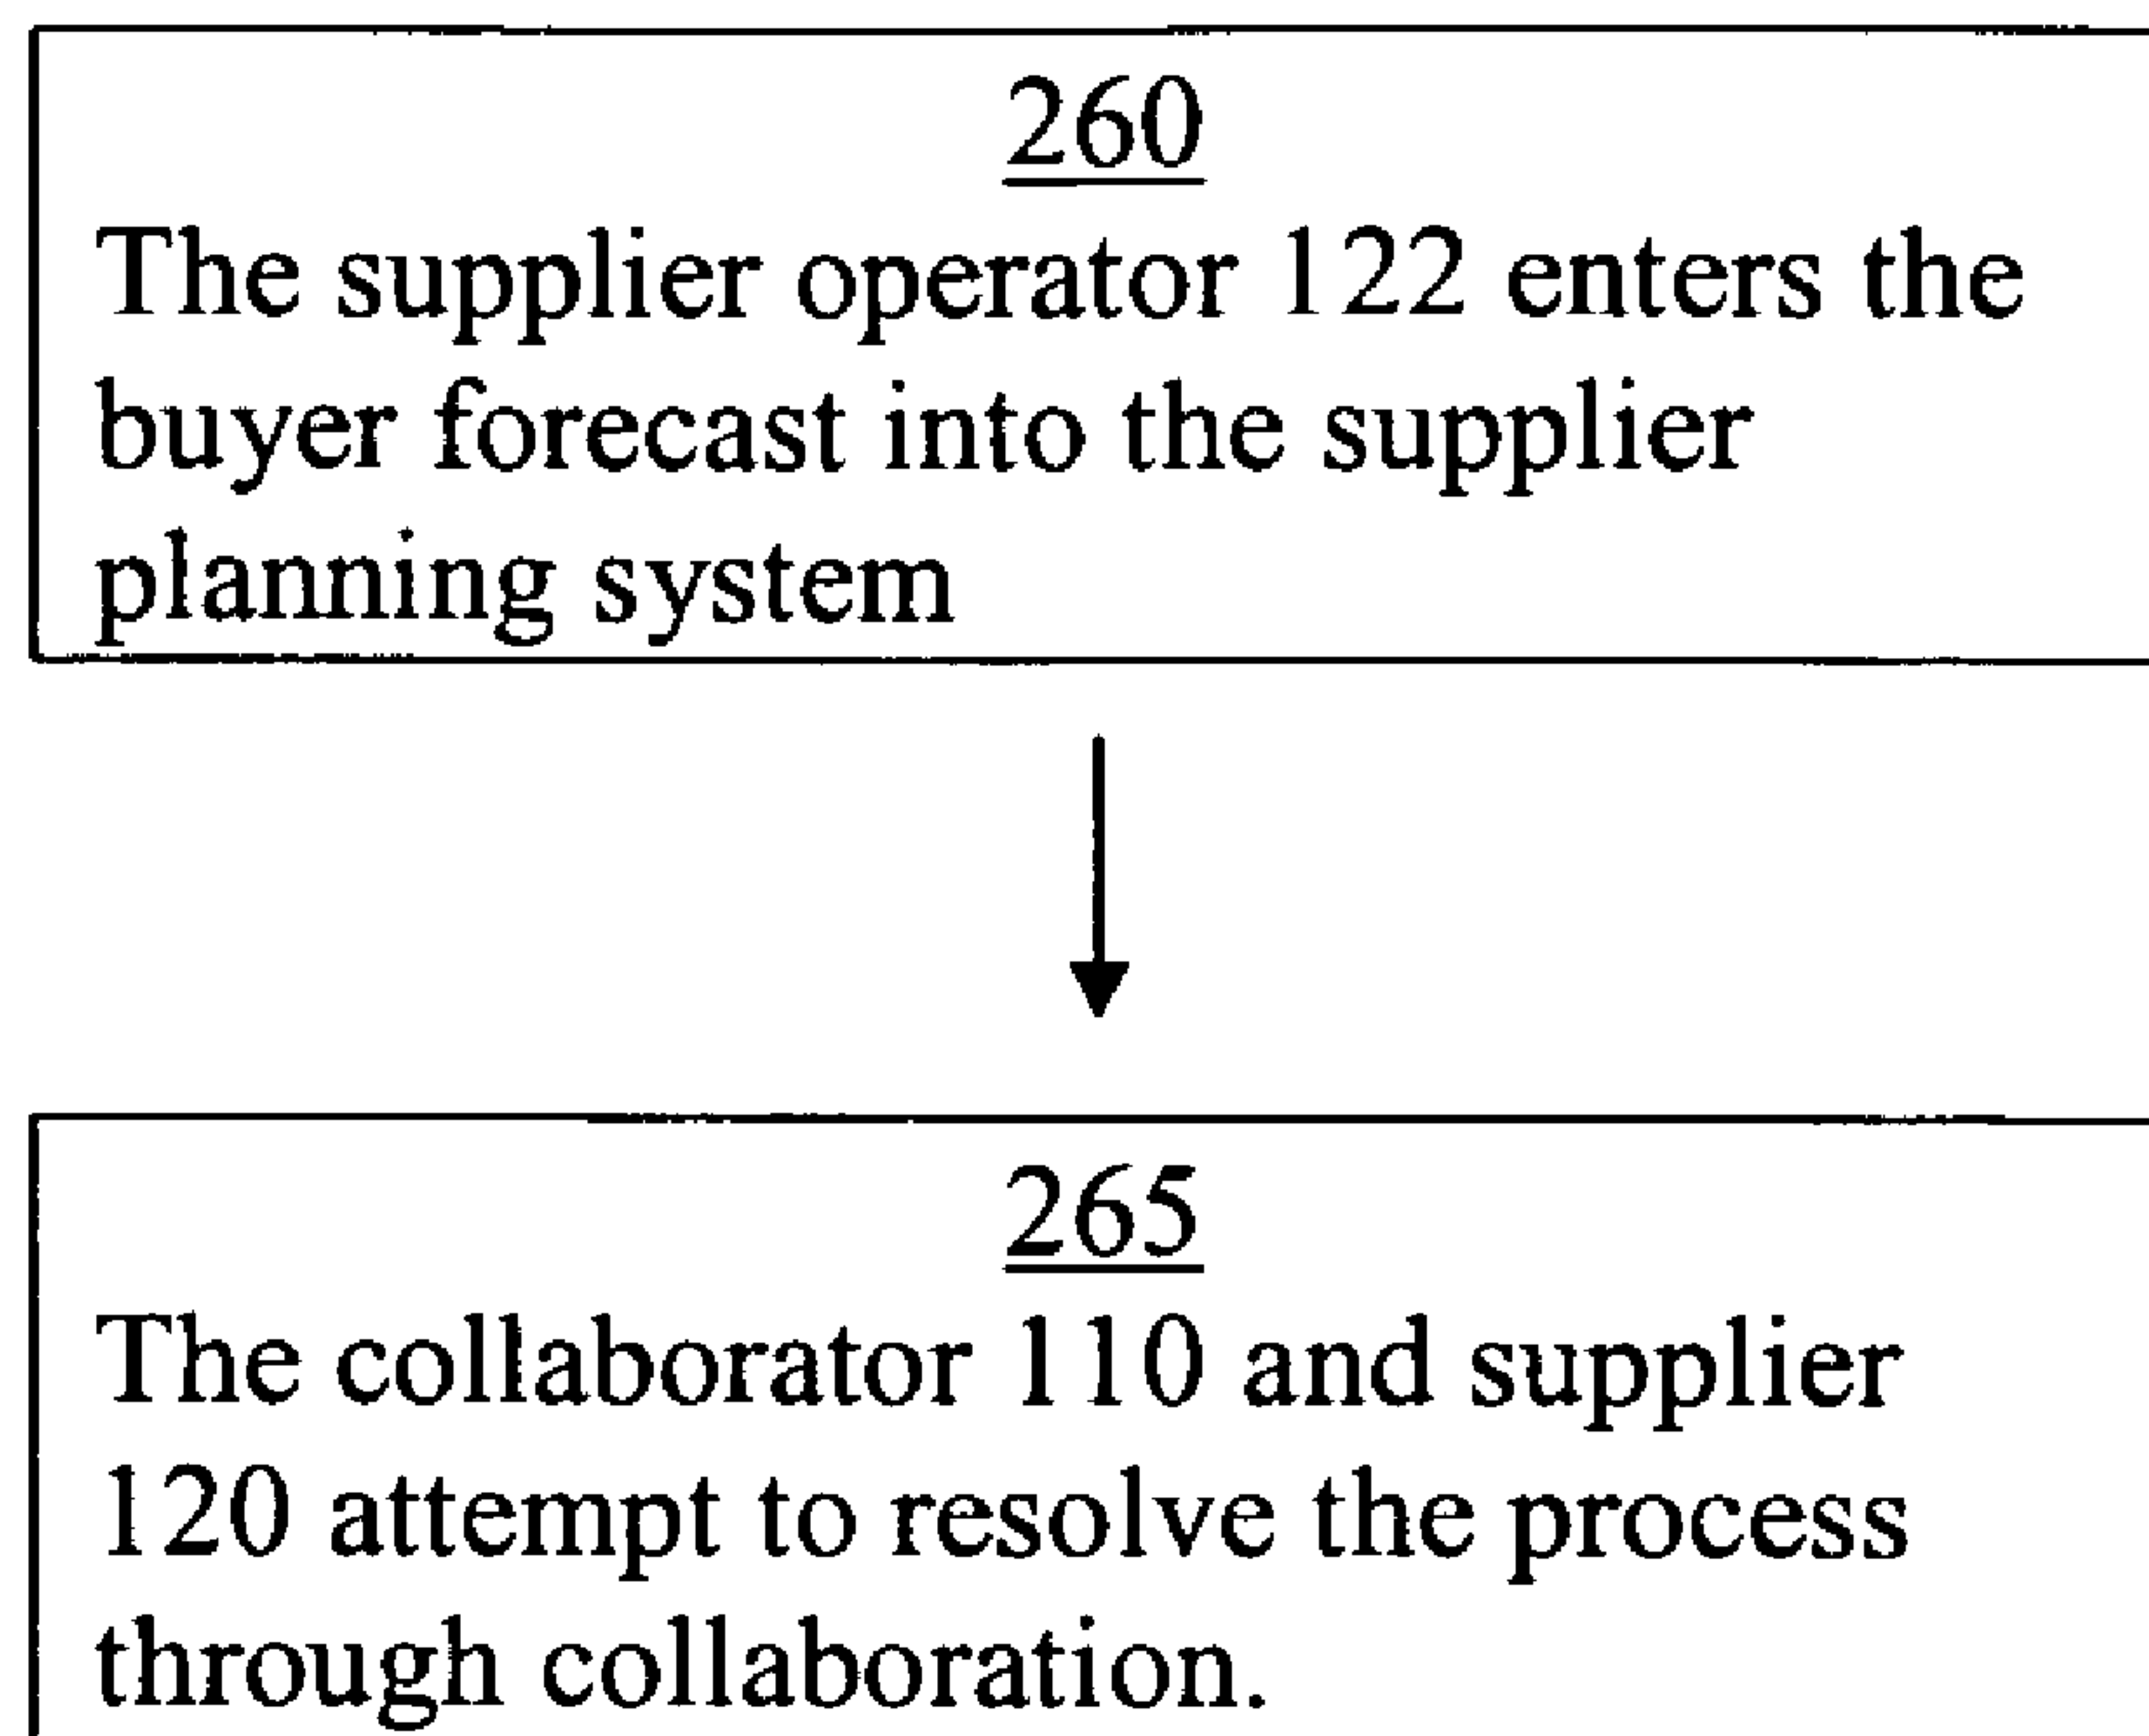 260
The supplier operator 122 enters the
buyer forecast into the supplier
planning system
265
The collaborator 110 and supplier
120 attempt to resolve the process
through collaboration.